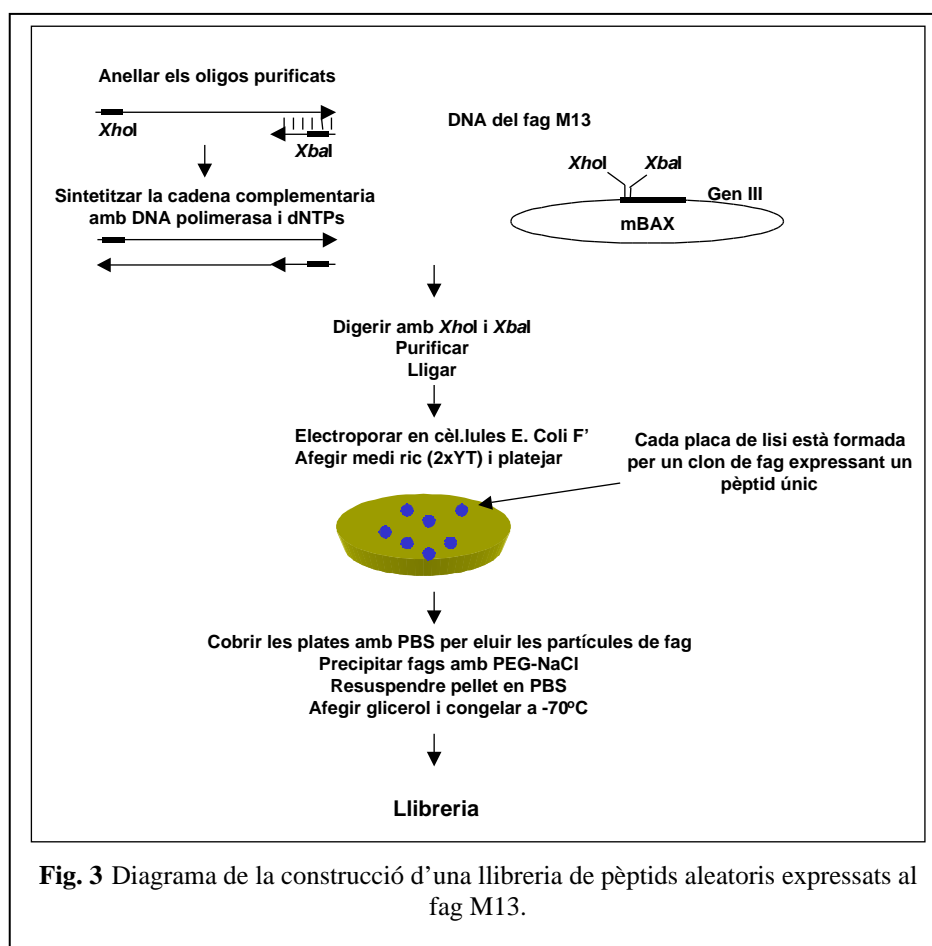 Anellar els oligos purificats
XhoI
XbaI
Sintetitzar la cadena complementaria
amb DNA polimerasa i dNTPs
DNA del fag M13
XhoI XbaI
Gen III
mBAX
Digerir amb XhoI i XbaI
Purificar
Lligar
Electroporar en cèl.lules E. Coli F'
Afegir medi ric (2xYT) i platejar
Cada placa de lisi està formada
per un clon de fag expressant un
pèptid únic
Cobrir les plates amb PBS per eluir les partícules de fag
Precipitar fags amb PEG-NaCl
Resuspendre pellet en PBS
Afegir glicerol i congelar a -70ºC
Llibreria
Fig. 3 Diagrama de la construcció d'una llibreria de pèptids aleatoris expressats al
fag M13.